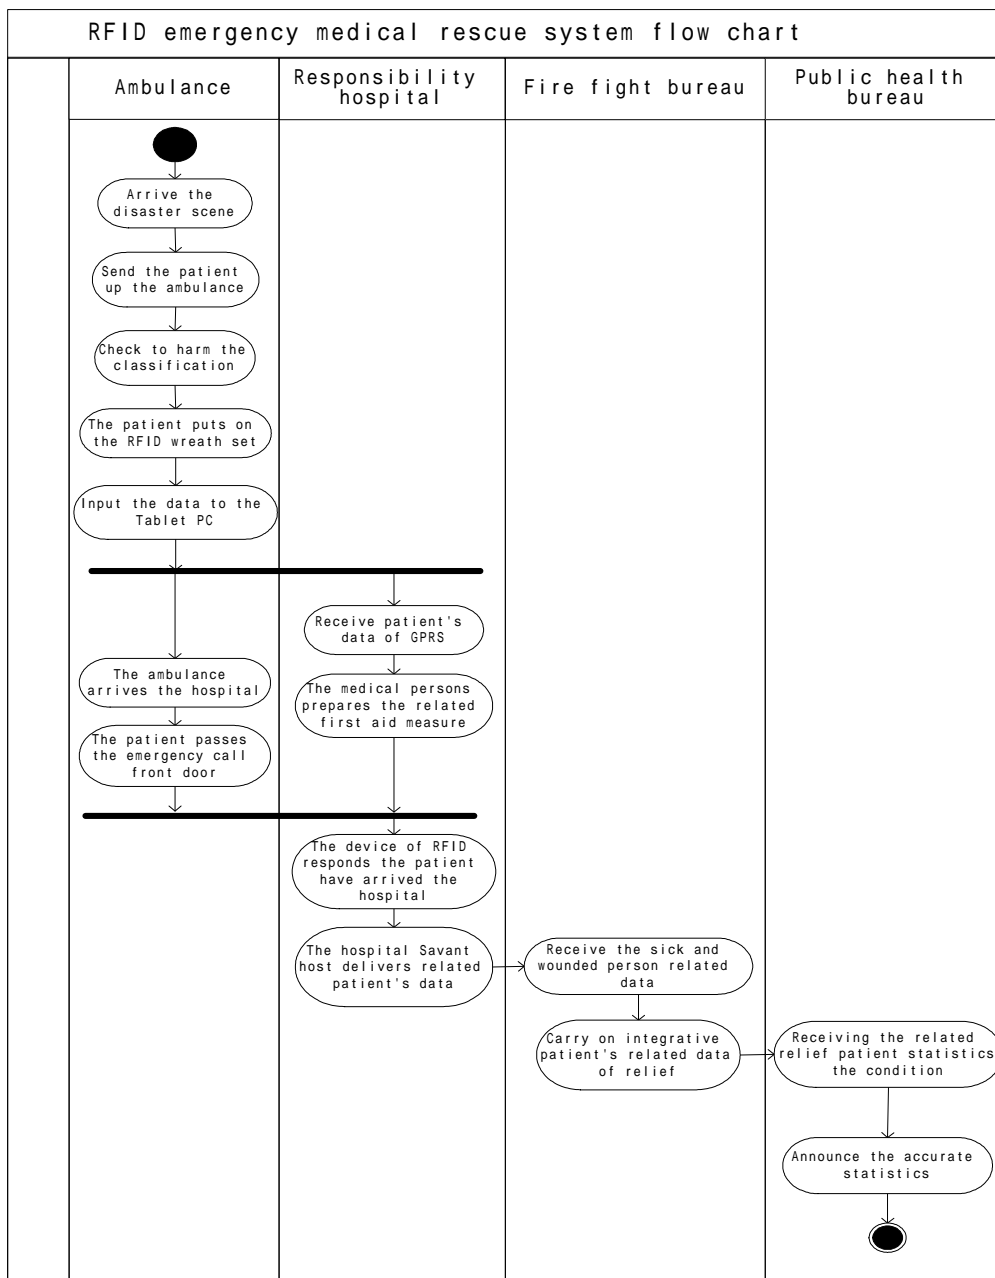 RFID emergency medical rescue system flow chart
Ambulance
Responsibility
hospital
Fire fight bureau
Public health
bureau
Arrive the
disaster scene
Send the patient
up the ambulance
Check to harm the
classification
The patient puts on
the RFID wreath set
Input the data to the
Tablet PC
Receive patient's
data of GPRS
The ambulance
arrives the hospital
The medical persons
prepares the related
first aid measure
The patient passes
the emergency call
front door
The device of RFID
responds the patient
have arrived the
hospital
The hospital Savant
host delivers related
patient's data
Receive the sick and
wounded person related
data
Carry on integrative
patient's related data
of relief
Receiving the related
relief patient statistics
the condition
Announce the accurate
statistics